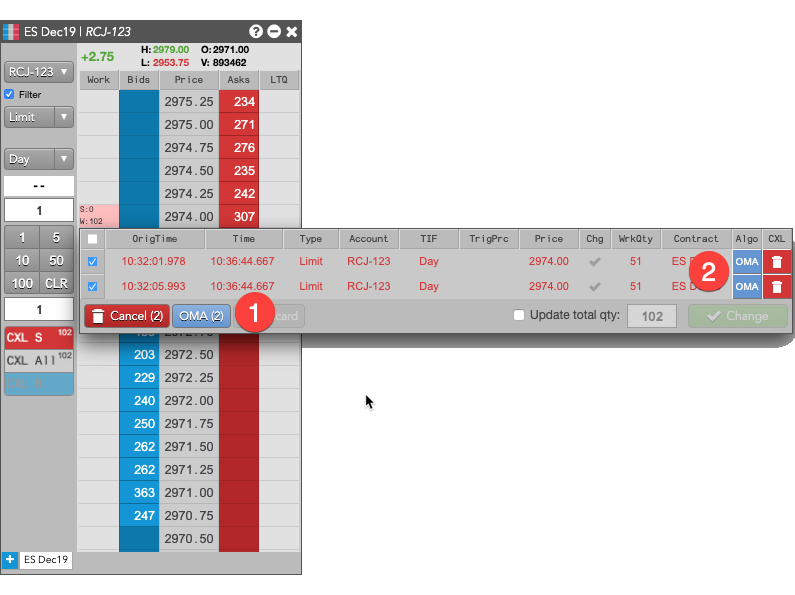 ES Dec19 | RCJ-123
+2.75 H: 2979.00 O: 2971.00
L: 2953.75 V: 893462
RCJ-123
Filter
Limit
Day
--
1
1 5
10 50
100 CLR
1
CXL S 102
CXL All 102
Work Bids Price Asks LTQ
2975.25 234
2975.00 271
2974.75 276
2974.50 235
2974.25 242
S:0
W:102
2974.00 307
OrigTime Time Type Account TIF TrigPrc Price Chg WrkQty Contract Algo CXL
10:32:01.978 10:36:44.667 Limit RCJ-123 Day 2974.00 51 ES OMA
10:32:05.993 10:36:44.667 Limit RCJ-123 Day 2974.00 51 ES OMA
2
Cancel (2) OMA (2) 1 Update total qty: 102 Change
203 2972.50
229 2972.25
240 2972.00
250 2971.75
262 2971.50
262 2971.25
363 2971.00
247 2970.75
2970.50
+ ES Dec19